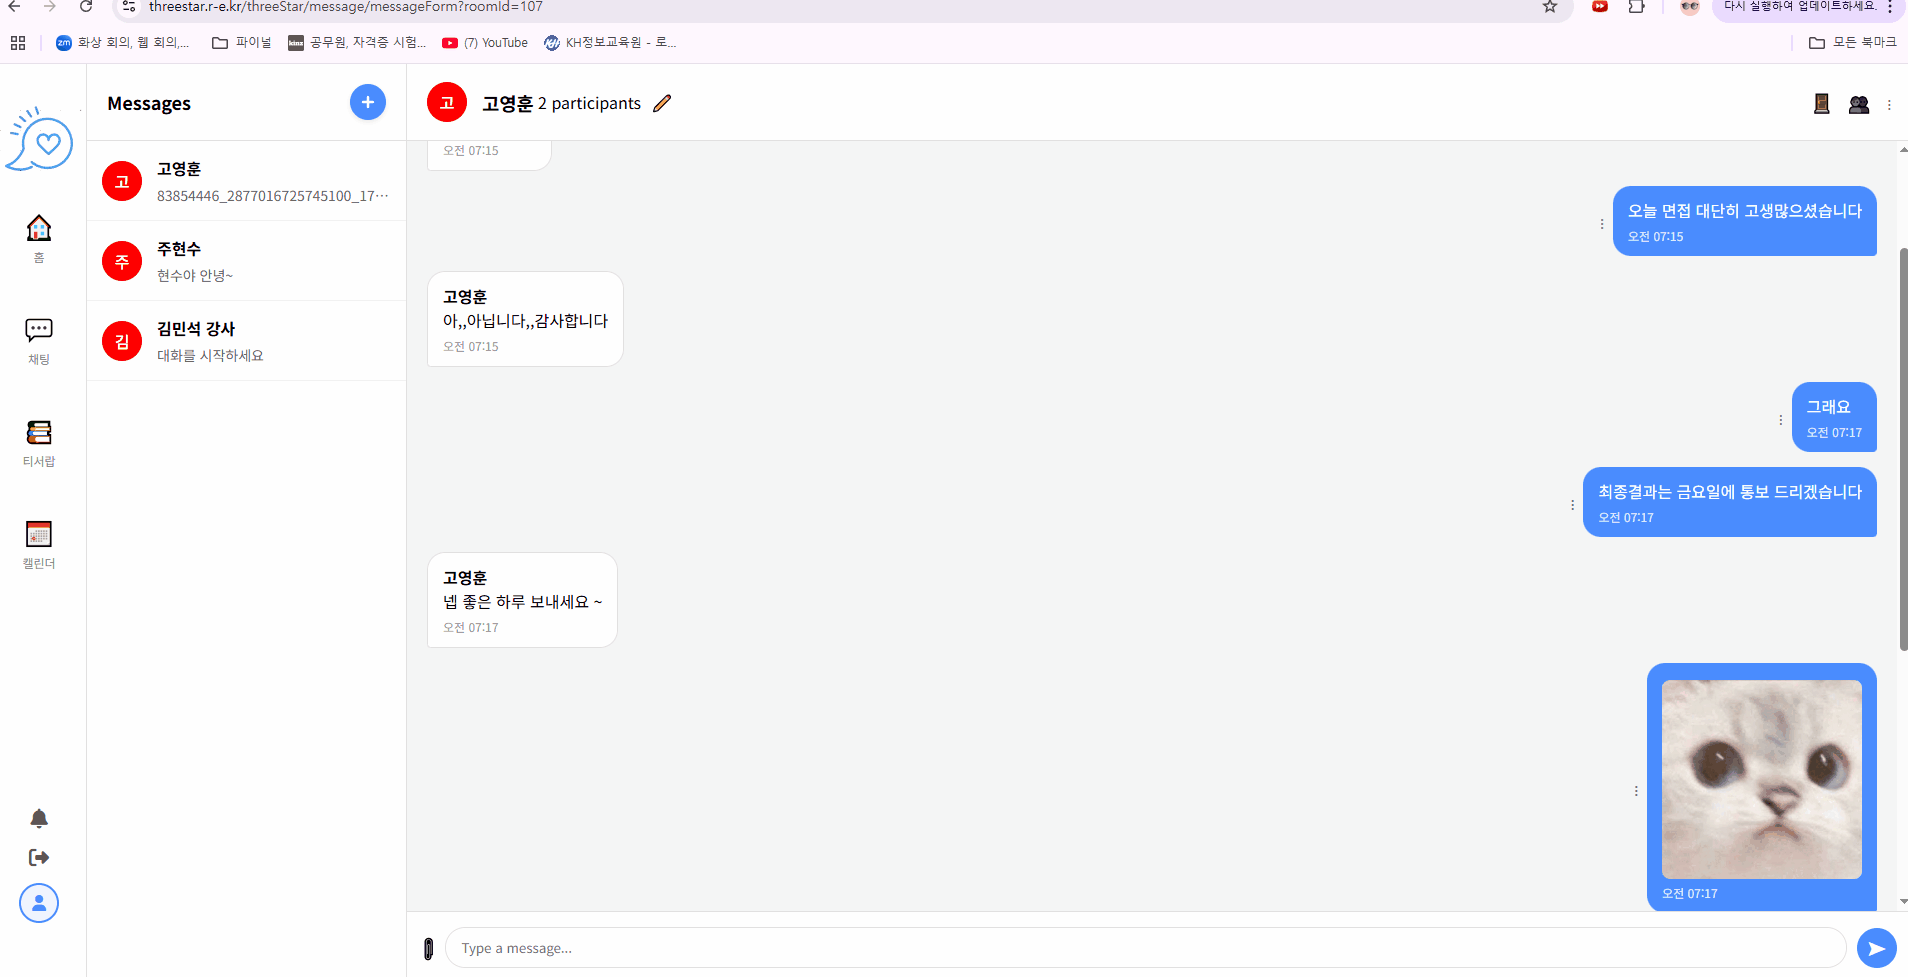 threestar.r-e.kr/threeStar/message/messageForm?roomId=107
다시 실행하여 업데이트하세요.
zm 화상 회의, 웹 회의,...
파이널
kinz 공무원, 자격증 시험...
(7) YouTube
KH KH정보교육원 - 로...
모든 북마크
홈
채팅
티서랍
캘린더
Messages
+
고
고영훈
83854446_2877016725745100_17...
주
주현수
현수야 안녕~
김
김민석 강사
대화를 시작하세요
고
고영훈 2 participants
오전 07:15
오늘 면접 대단히 고생많으셨습니다
오전 07:15
고영훈
아,,아닙니다,,감사합니다
오전 07:15
그래요
오전 07:17
최종결과는 금요일에 통보 드리겠습니다
오전 07:17
고영훈
넵 좋은 하루 보내세요 ~
오전 07:17
오전 07:17
Type a message...